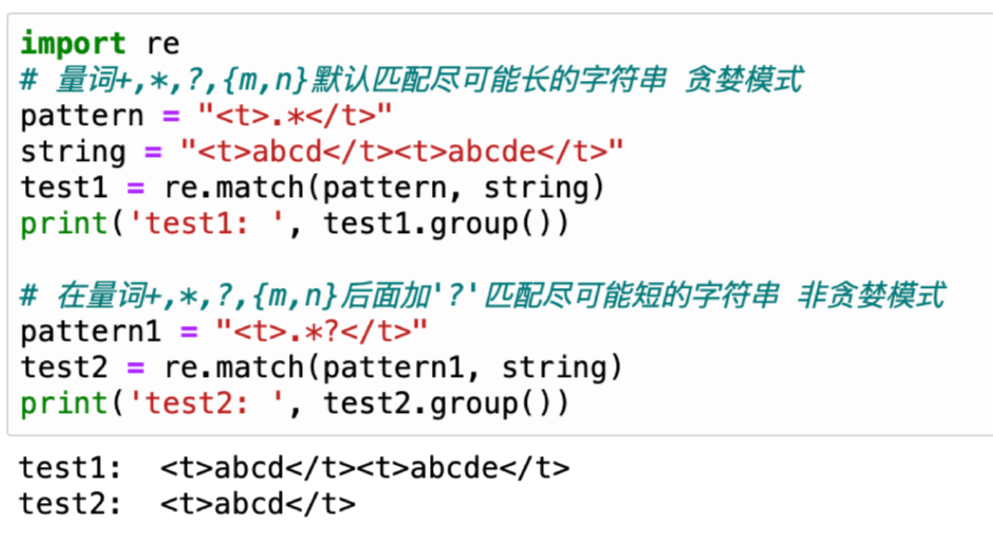 import re
# 量词+,*,?,{m,n}默认匹配尽可能长的字符串 贪婪模式
pattern = "<t>.*</t>"
string = "<t>abcd</t><t>abcde</t>"
test1 = re.match(pattern, string)
print('test1: ', test1.group())
# 在量词+,*,?,{m,n}后面加'?'匹配尽可能短的字符串 非贪婪模式
pattern1 = "<t>.*?</t>"
test2 = re.match(pattern1, string)
print('test2: ', test2.group())
test1:  <t>abcd</t><t>abcde</t>
test2:  <t>abcd</t>